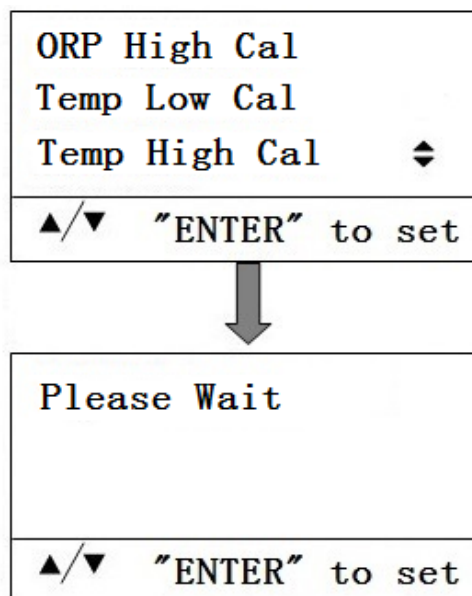 ORP High Cal
Temp Low Cal
Temp High Cal
▲/▼ "ENTER" to set
Please Wait
▲/▼ "ENTER" to set